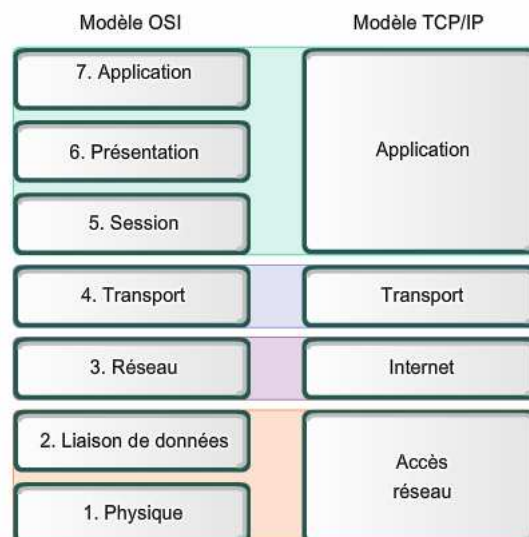 Modèle OSI
Modèle TCP/IP
7. Application
6. Présentation
5. Session
Application
4. Transport
Transport
3. Réseau
Internet
2. Liaison de données
1. Physique
Accès
réseau